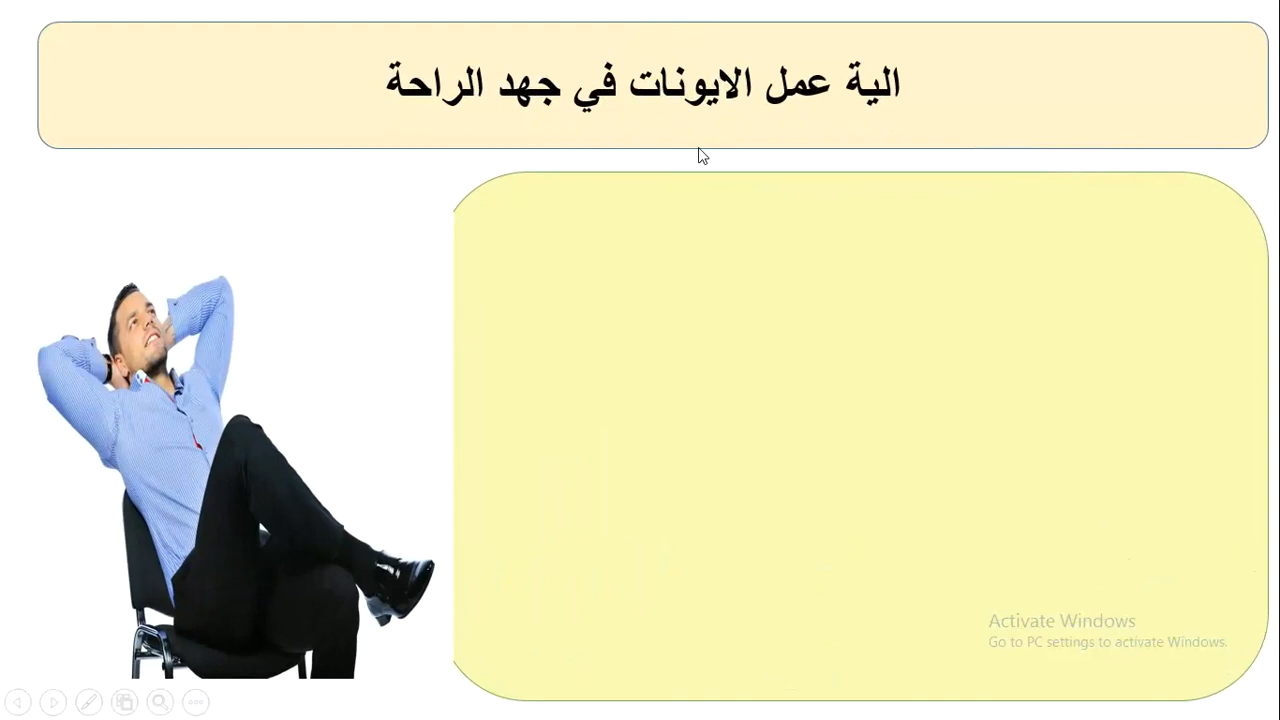 الية عمل الايونات في جهد الراحة
Activate Windows
Go to PC settings to activate Windows.